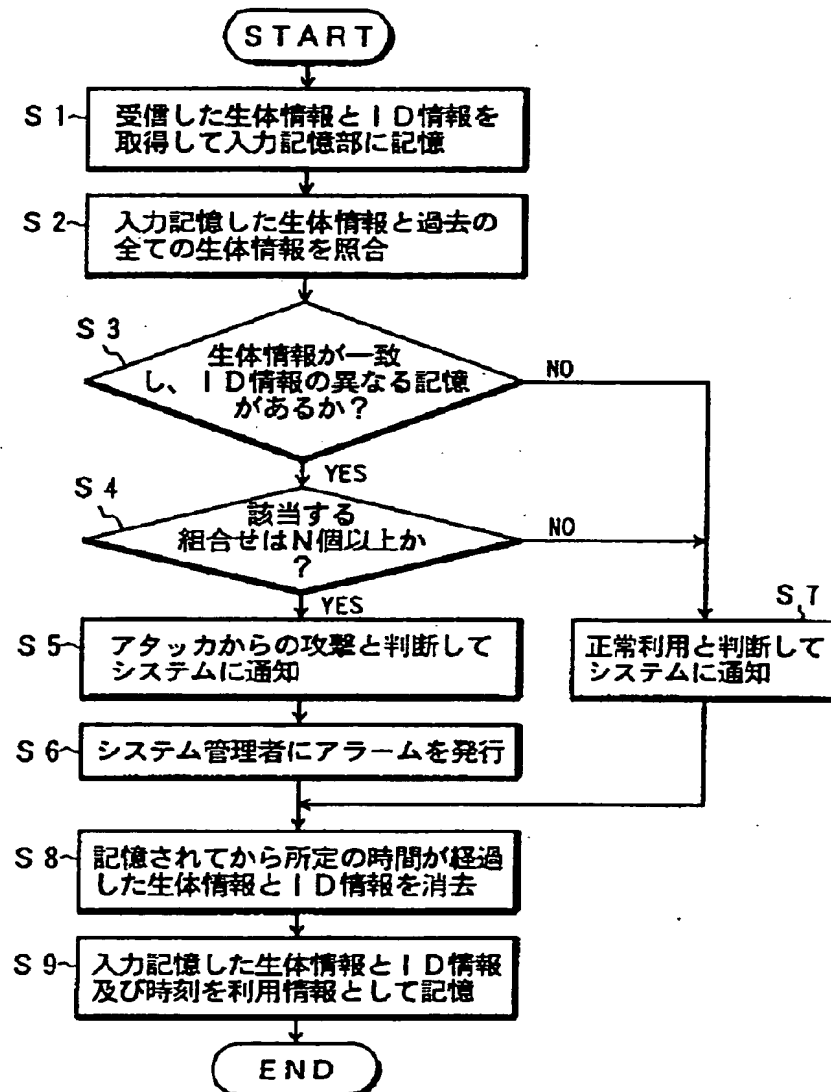 START
S1
受信した生体情報とID情報を
取得して入力記憶部に記憶
S2
入力記憶した生体情報と過去の
全ての生体情報を照合
S3
生体情報が一致
し、ID情報の異なる記憶
があるか?
NO
YES
S4
該当する
組合せはN個以上か
?
NO
YES
S5
アタッカからの攻撃と判断して
システムに通知
S7
正常利用と判断して
システムに通知
S6
システム管理者にアラームを発行
S8
記憶されてから所定の時間が経過
した生体情報とID情報を消去
S9
入力記憶した生体情報とID情報
及び時刻を利用情報として記憶
END